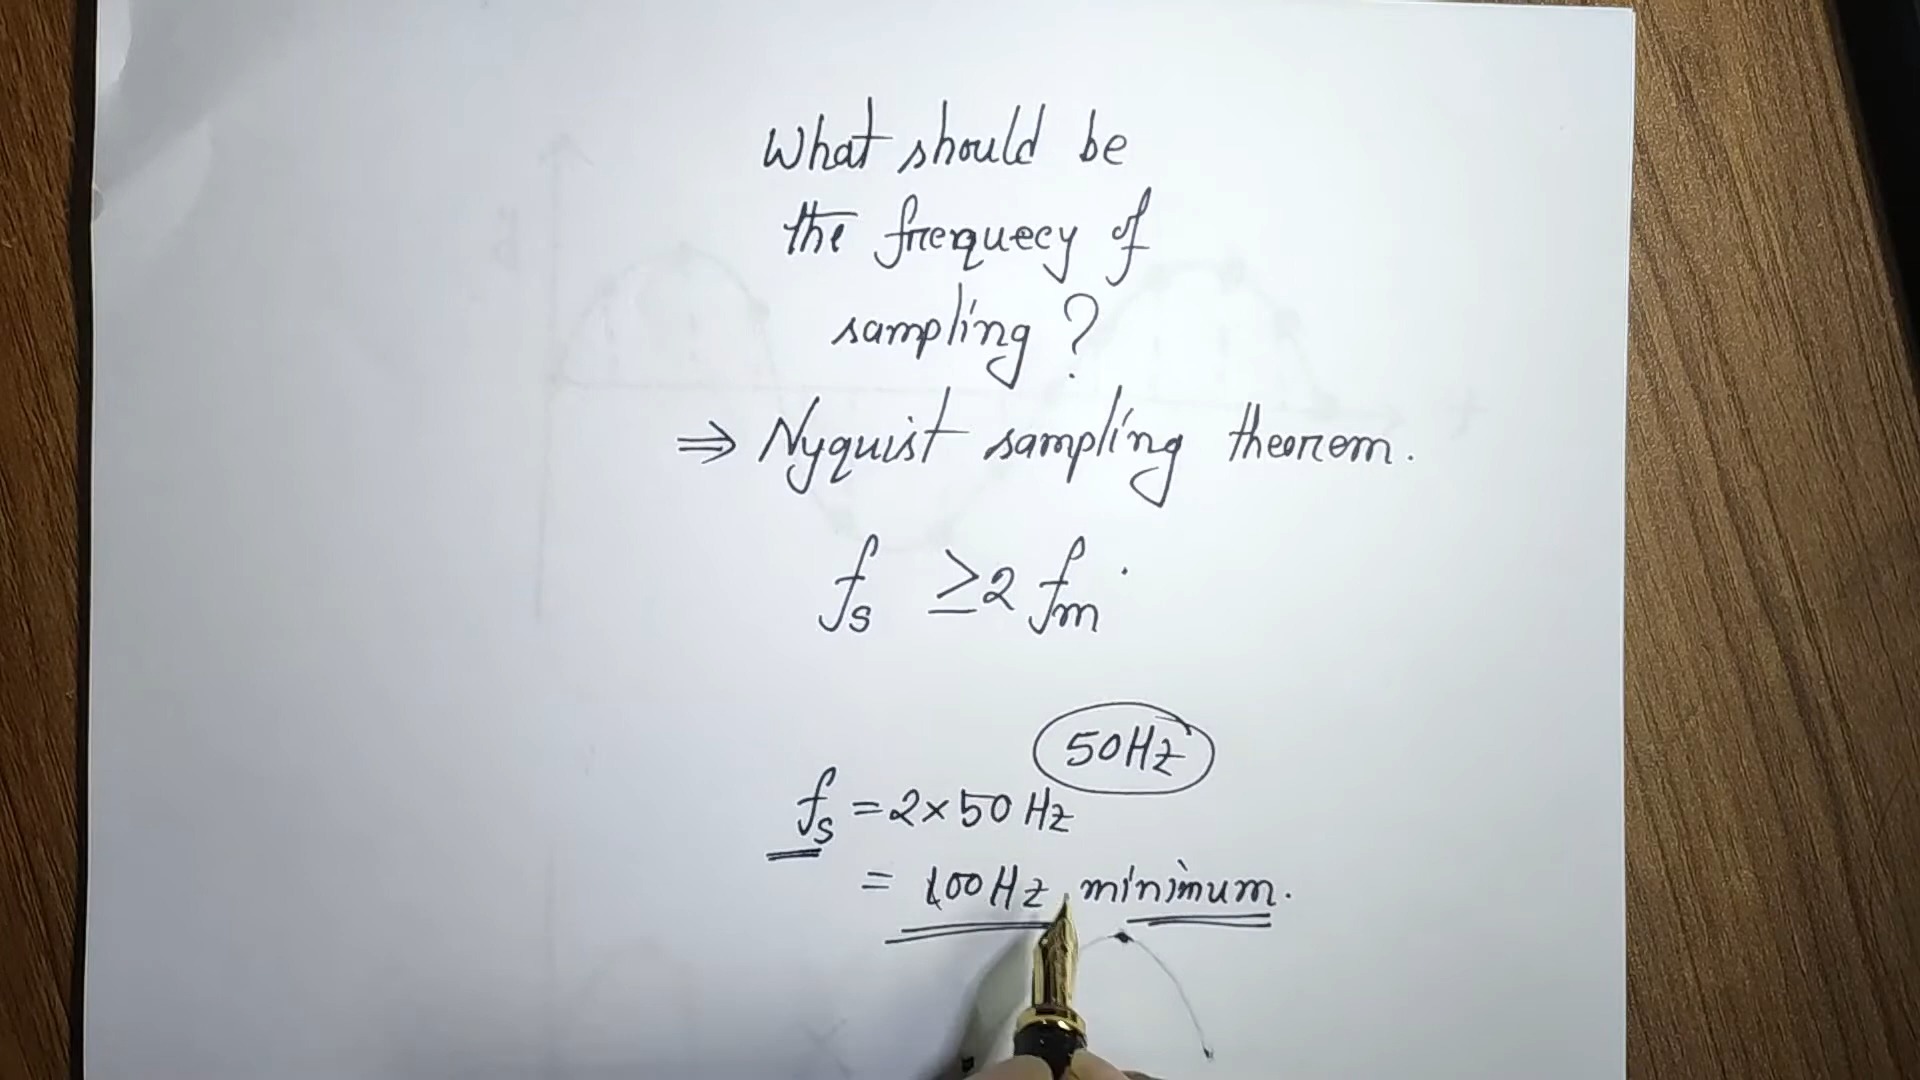 What should be
the frequecy of
sampling ?
⇒ Nyquist sampling theorem.
fs ≥ 2 fm
50Hz
fs = 2 × 50 Hz
= 100 Hz, minimum.